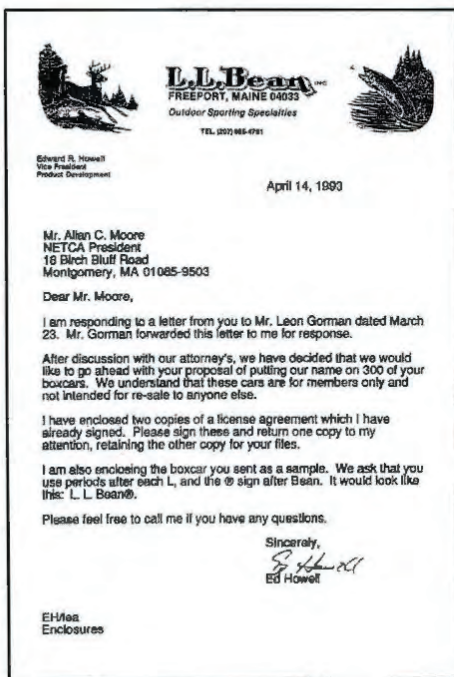 L.L.Bean, INC
FREEPORT, MAINE 04033
Outdoor Sporting Specialties
TEL. (207) 865-4761
Edward R. Howell
Vice President
Product Development
April 14, 1993
Mr. Allan C. Moore
NETCA President
18 Birch Bluff Road
Montgomery, MA 01085-9503
Dear Mr. Moore,
I am responding to a letter from you to Mr. Leon Gorman dated March
23. Mr. Gorman forwarded this letter to me for response.
After discussion with our attorney's, we have decided that we would
like to go ahead with your proposal of putting our name on 300 of your
boxcars. We understand that these cars are for members only and
not intended for re-sale to anyone else.
I have enclosed two copies of a license agreement which I have
already signed. Please sign these and return one copy to my
attention, retaining the other copy for your files.
I am also enclosing the boxcar you sent as a sample. We ask that you
use periods after each L, and the ® sign after Bean. It would look like
this: L. L. Bean®.
Please feel free to call me if you have any questions.
Sincerely,
Ed Howell
Ed Howell
EH/lea
Enclosures